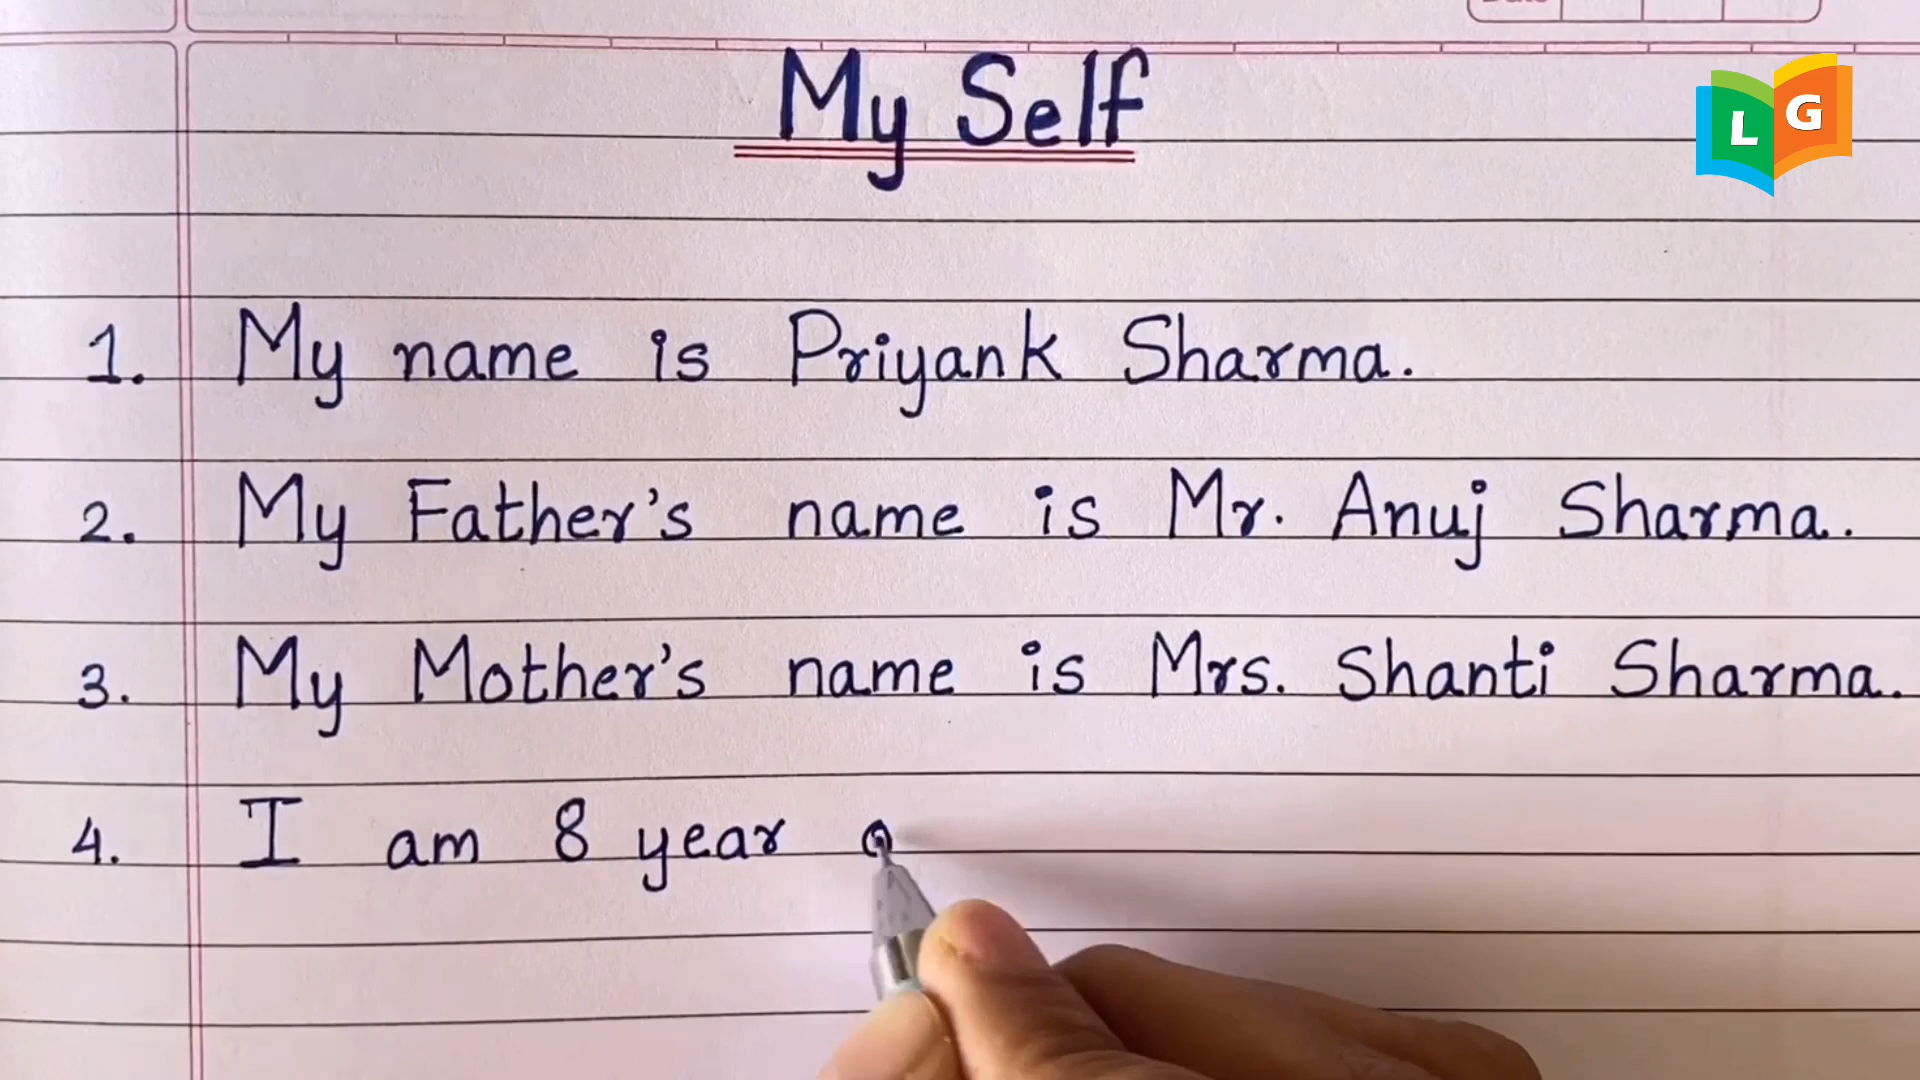 My Self
L G
1. My name is Priyank Sharma.
2. My Father's name is Mr. Anuj Sharma.
3. My Mother's name is Mrs. Shanti Sharma.
4. I am 8 year o